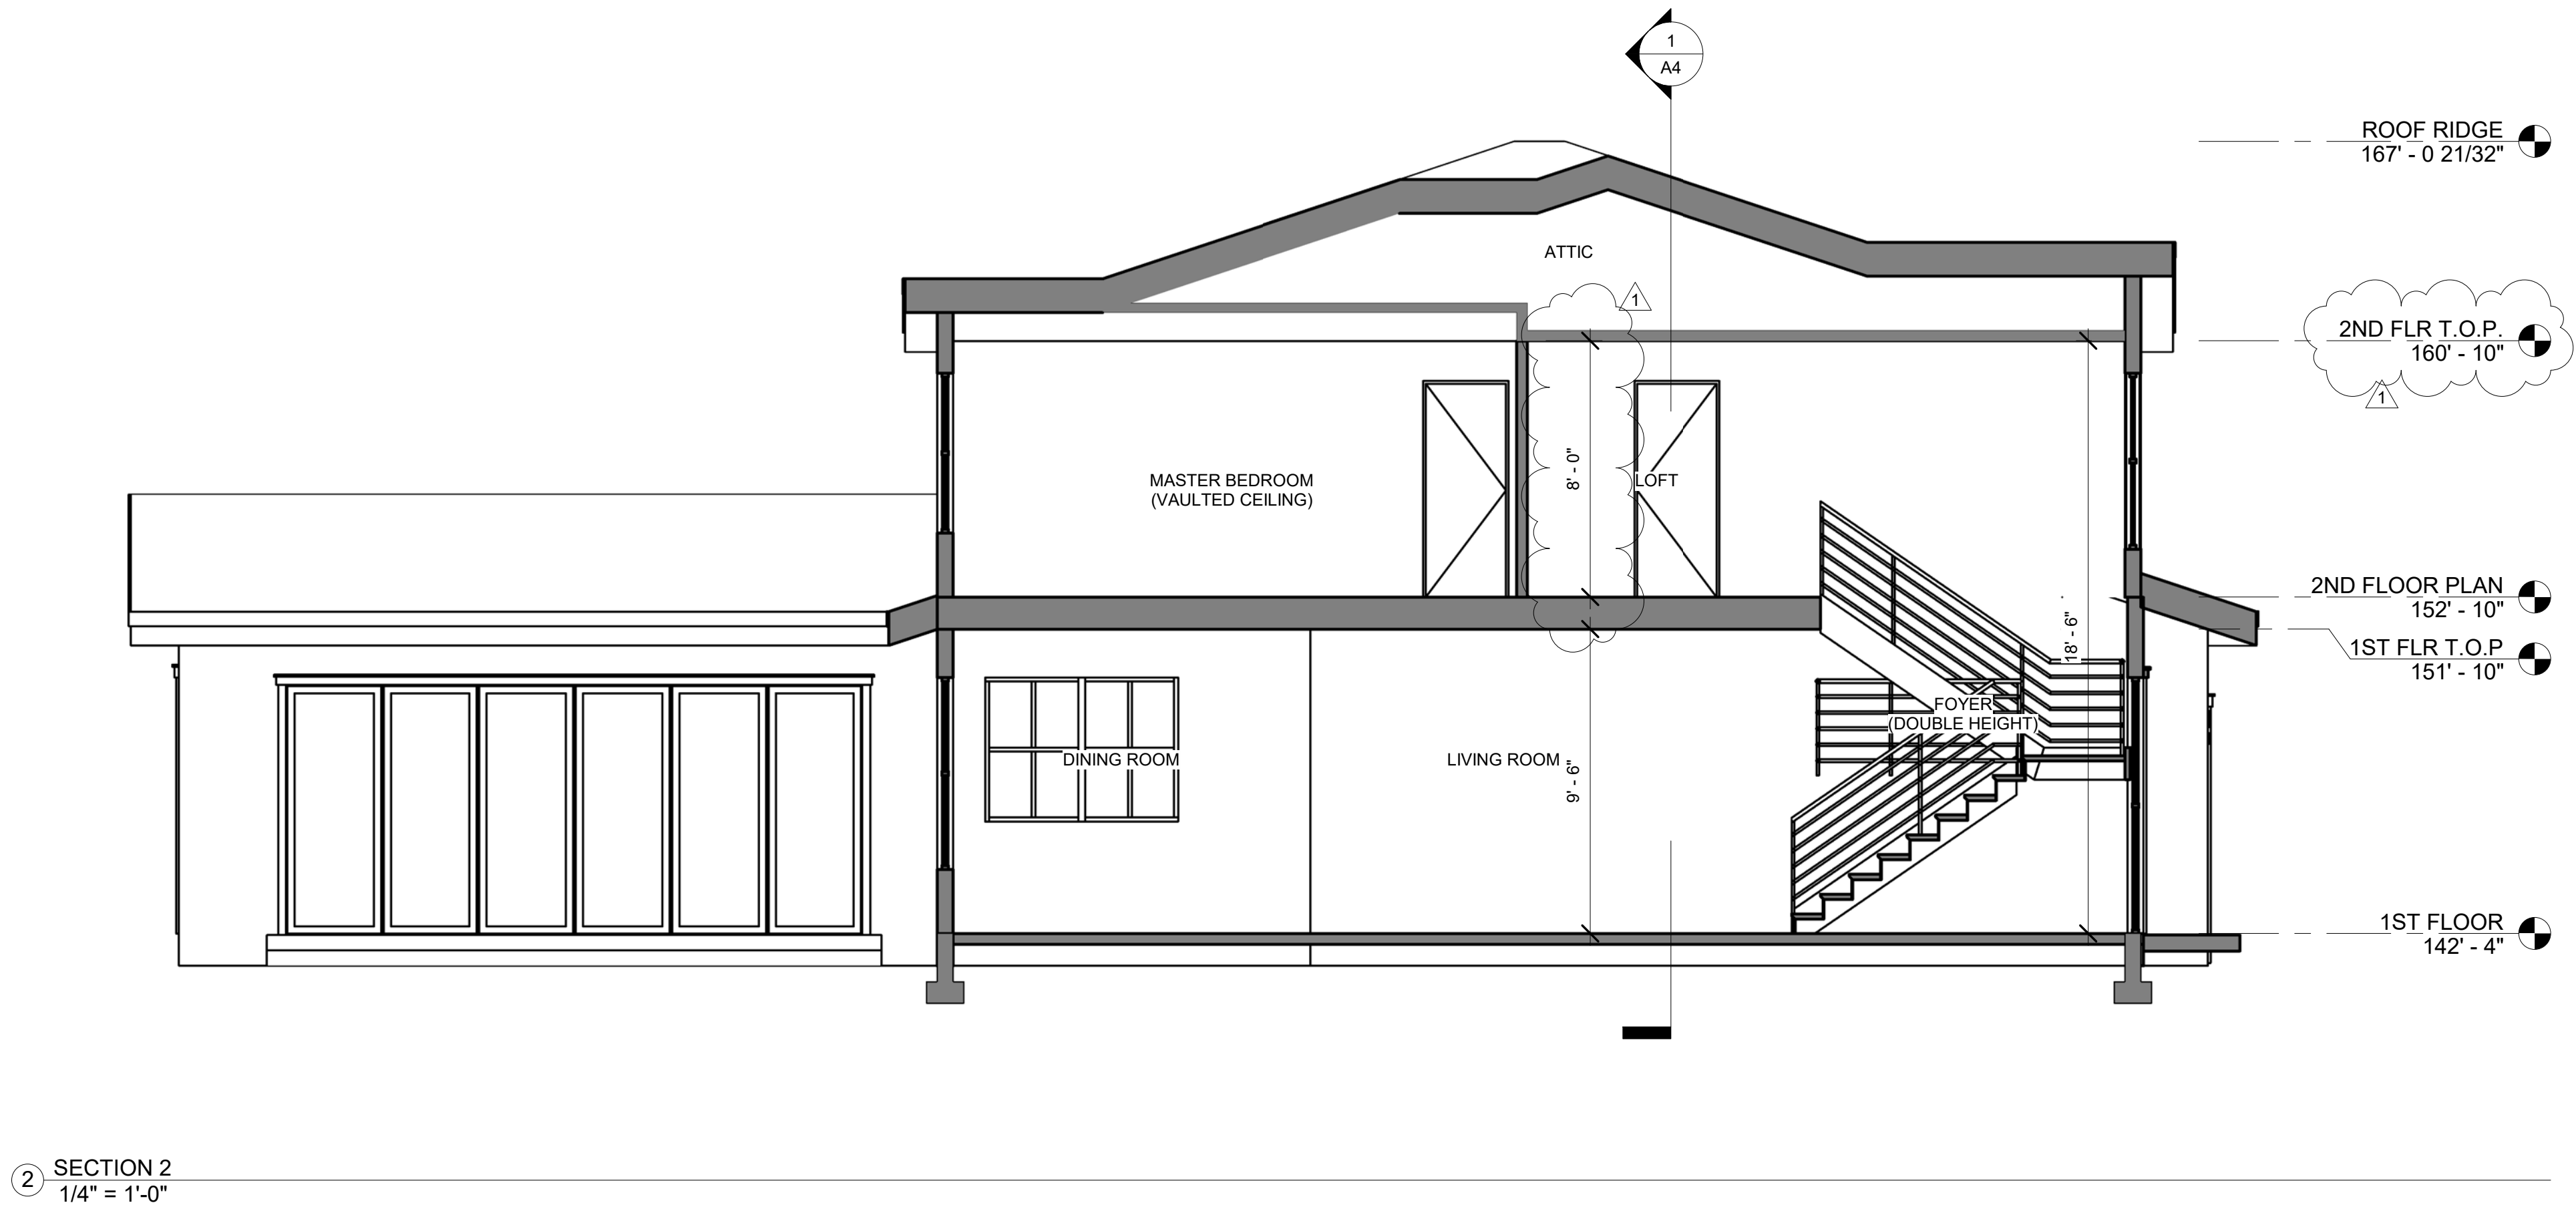 1
A4
ROOF RIDGE
167' - 0 21/32"
ATTIC
1
2ND FLR T.O.P.
160' - 10"
1
MASTER BEDROOM
(VAULTED CEILING)
8' - 0"
LOFT
2ND FLOOR PLAN
152' - 10"
18' - 6"
1ST FLR T.O.P
151' - 10"
FOYER
(DOUBLE HEIGHT)
DINING ROOM
LIVING ROOM
9' - 6"
1ST FLOOR
142' - 4"
2
SECTION 2
1/4" = 1'-0"